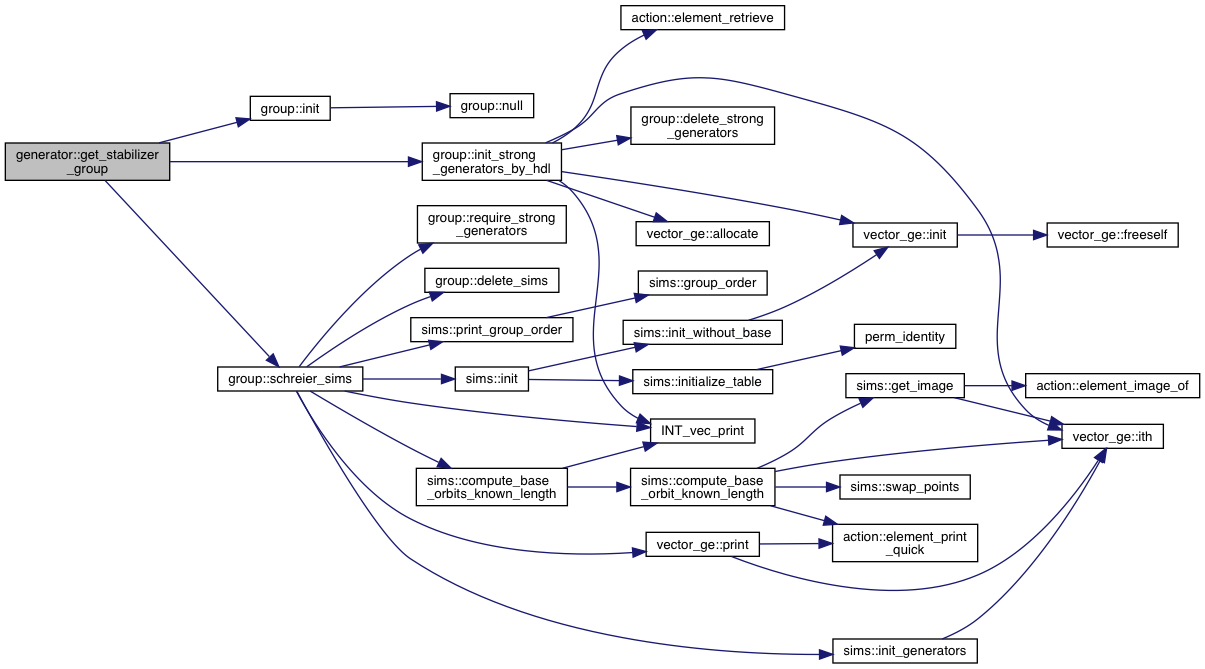 generator::get_stabilizer
_group
group::init
group::null
group::init_strong
_generators_by_hdl
action::element_retrieve
group::delete_strong
_generators
vector_ge::allocate
vector_ge::init
vector_ge::freeself
group::schreier_sims
group::require_strong
_generators
group::delete_sims
sims::print_group_order
sims::group_order
sims::init
sims::init_without_base
sims::initialize_table
perm_identity
INT_vec_print
sims::compute_base
_orbits_known_length
sims::compute_base
_orbit_known_length
sims::get_image
action::element_image_of
vector_ge::ith
sims::swap_points
action::element_print
_quick
vector_ge::print
sims::init_generators